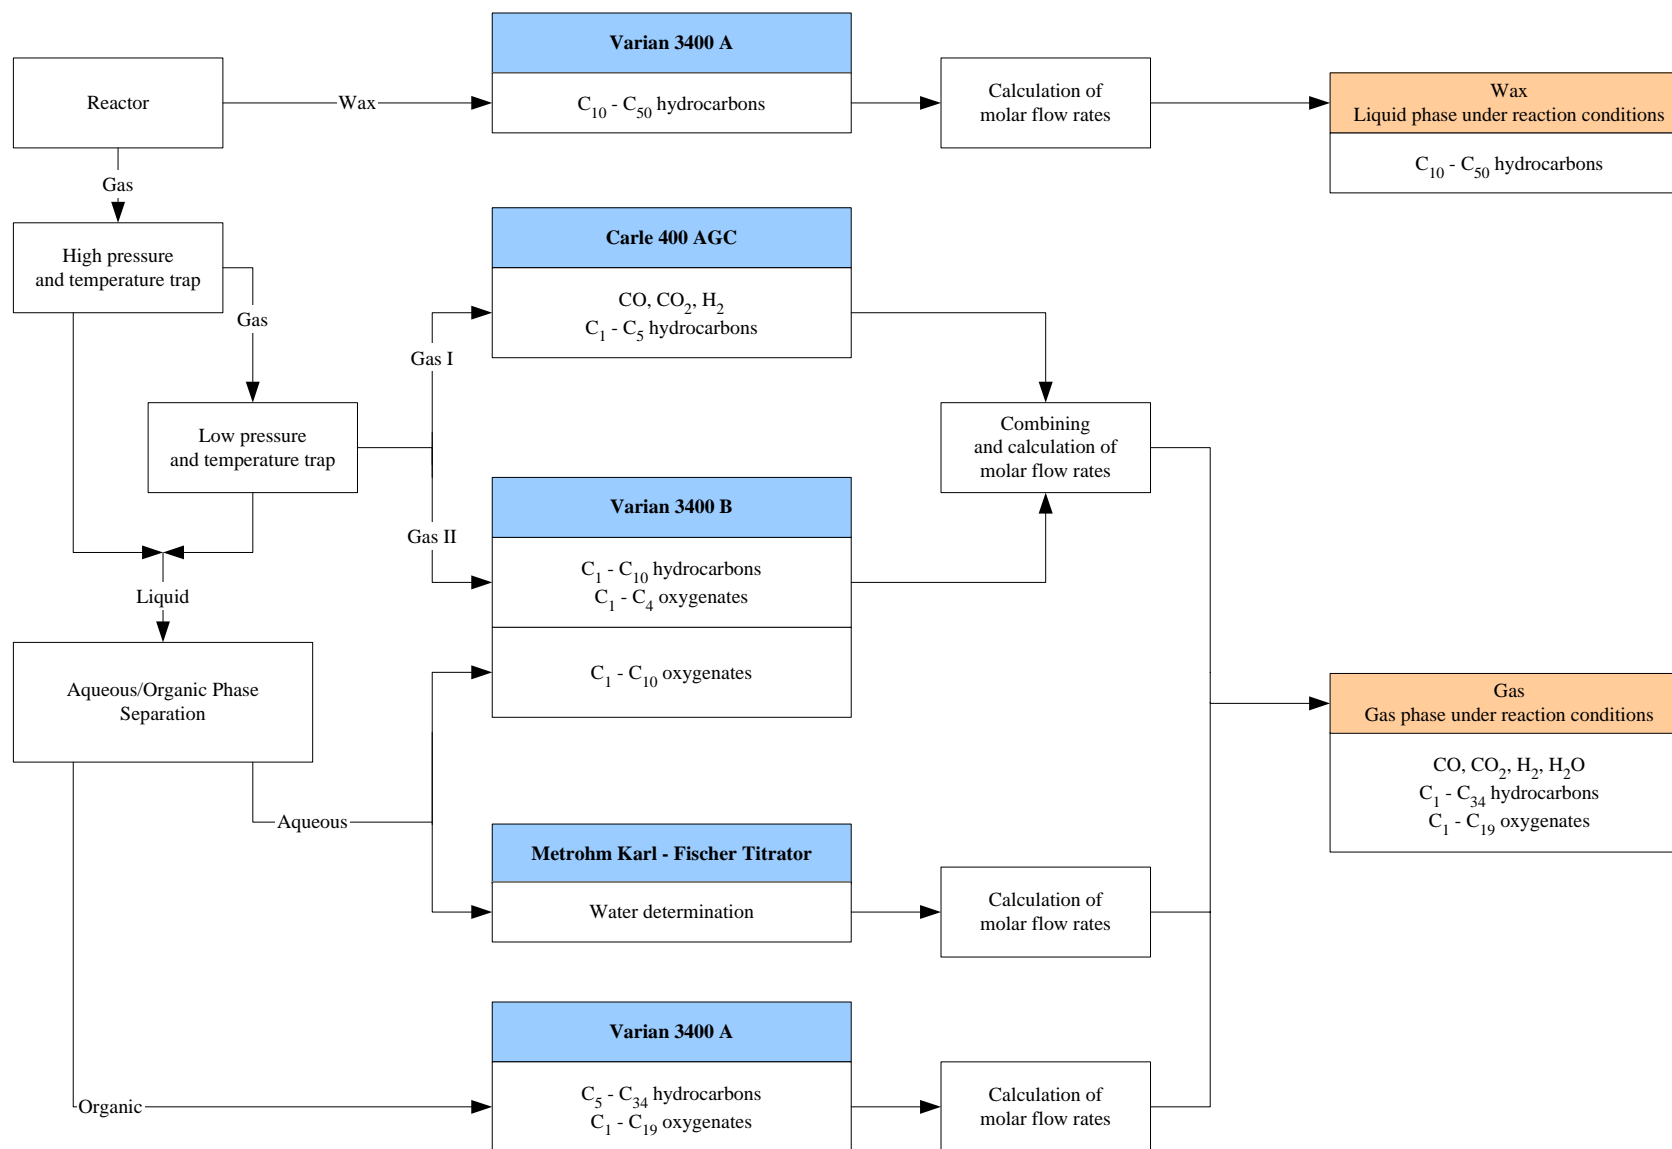 Varian 3400 A
Reactor
Wax
C10 - C50 hydrocarbons
Calculation of
molar flow rates
Wax
Liquid phase under reaction conditions
C10 - C50 hydrocarbons
Gas
High pressure
and temperature trap
Gas
Carle 400 AGC
CO, CO2, H2
C1 - C5 hydrocarbons
Gas I
Low pressure
and temperature trap
Combining
and calculation of
molar flow rates
Gas II
Varian 3400 B
C1 - C10 hydrocarbons
C1 - C4 oxygenates
C1 - C10 oxygenates
Liquid
Aqueous/Organic Phase
Separation
Gas
Gas phase under reaction conditions
CO, CO2, H2, H2O
C1 - C34 hydrocarbons
C1 - C19 oxygenates
Aqueous
Metrohm Karl - Fischer Titrator
Water determination
Calculation of
molar flow rates
Varian 3400 A
Organic
C5 - C34 hydrocarbons
C1 - C19 oxygenates
Calculation of
molar flow rates